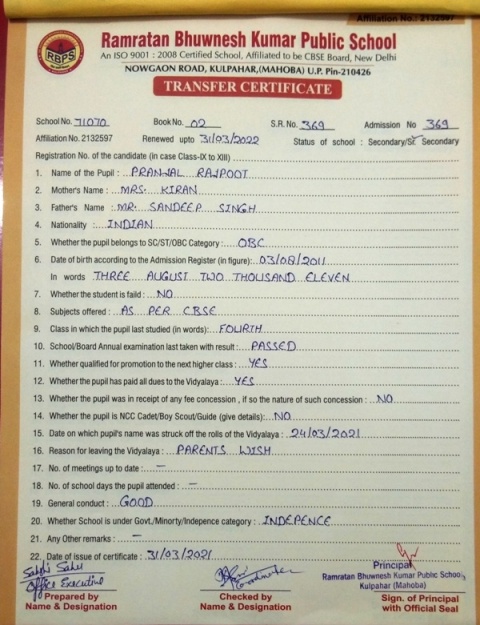 Affiliation No.: 2132597
RBPS
Ramratan Bhuwnesh Kumar Public School
An ISO 9001 : 2008 Certified School, Affiliated to be CBSE Board, New Delhi
NOWGAON ROAD, KULPAHAR,(MAHOBA) U.P. Pin-210426
TRANSFER CERTIFICATE
School No. 71070 Book No. 02 S.R. No. 369 Admission No 369
Affiliation No. 2132597 Renewed upto 31/03/2022 Status of school : Secondary/Sr. Secondary
Registration No. of the candidate (in case Class-IX to XIII)
1. Name of the Pupil : PRANJAL RAJPOOT
2. Mother's Name : MRS. KIRAN
3. Father's Name : MR. SANDEEP SINGH
4. Nationality : INDIAN
5. Whether the pupil belongs to SC/ST/OBC Category : OBC
6. Date of birth according to the Admission Register (in figure): 03/08/2011
In words THREE AUGUST TWO THOUSAND ELEVEN
7. Whether the student is faild : NO
8. Subjects offered : AS PER CBSE
9. Class in which the pupil last studied (in words): FOURTH
10. School/Board Annual examination last taken with result : PASSED
11. Whether qualified for promotion to the next higher class : YES
12. Whether the pupil has paid all dues to the Vidyalaya : YES
13. Whether the pupil was in receipt of any fee concession , if so the nature of such concession : NO
14. Whether the pupil is NCC Cadet/Boy Scout/Guide (give details): NO
15. Date on which pupil's name was struck off the rolls of the Vidyalaya : 24/03/2021
16. Reason for leaving the Vidyalaya : PARENTS WISH
17. No. of meetings up to date : –
18. No. of school days the pupil attended : –
19. General conduct : GOOD
20. Whether School is under Govt./Minorty/Indepence category : INDEPENCE
21. Any Other remarks : –
22. Date of issue of certificate : 31/03/2021
Office Executive
Coordinator
Principal
Ramratan Bhuwnesh Kumar Public School
Kulpahar (Mahoba)
Prepared by Checked by Sign. of Principal
Name & Designation Name & Designation with Official Seal